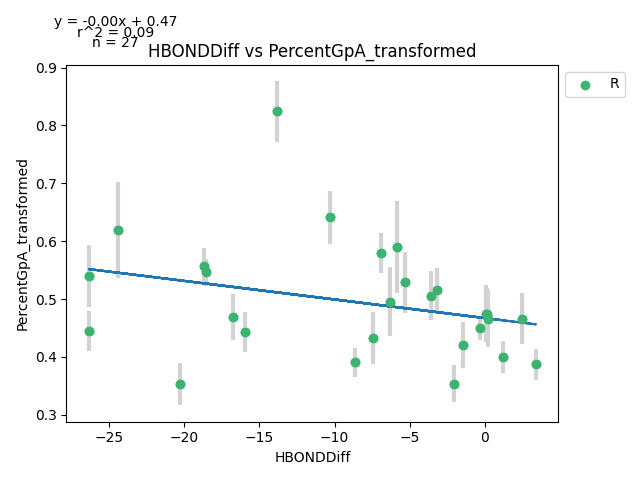 y = -0.00x + 0.47
r^2 = 0.09
n = 27
HBONDDiff vs PercentGpA_transformed
R
0.9
0.8
0.7
0.6
0.5
0.4
0.3
PercentGpA_transformed
−25
−20
−15
−10
−5
0
HBONDDiff